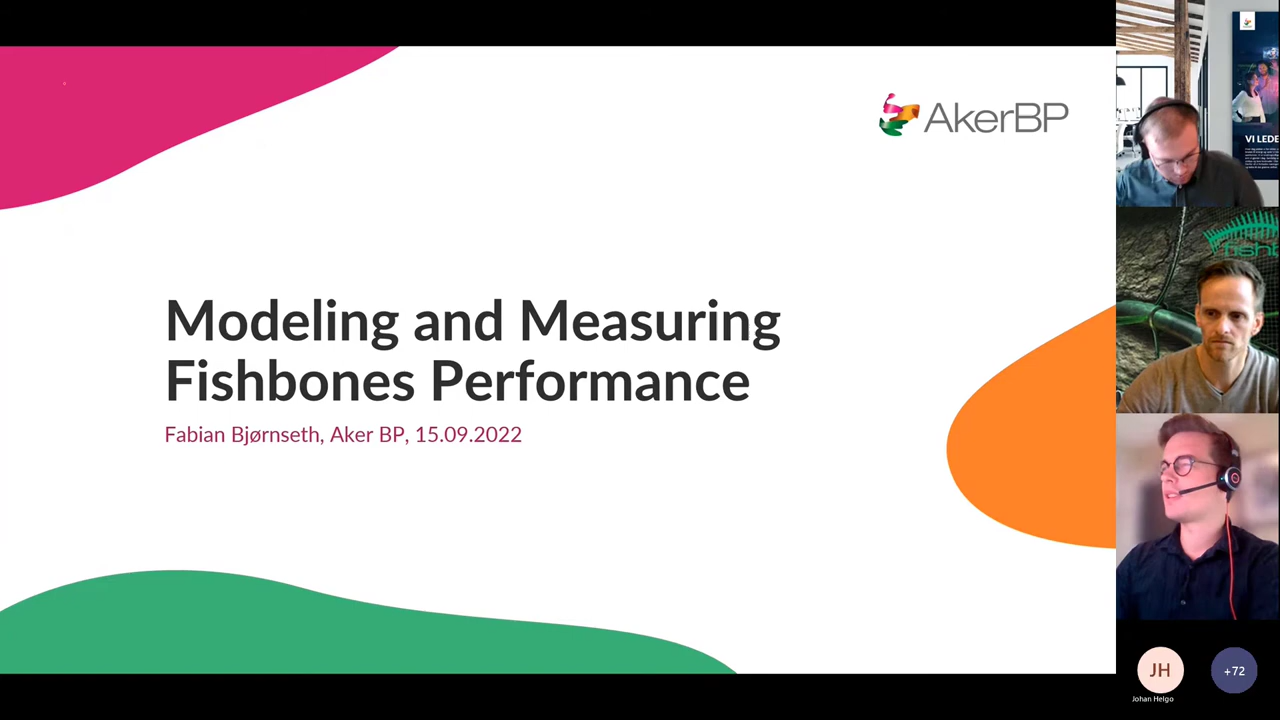 AkerBP
Modeling and Measuring
Fishbones Performance
Fabian Bjørnseth, Aker BP, 15.09.2022
VI LEDE
fishb
JH
Johan Helgo
+72